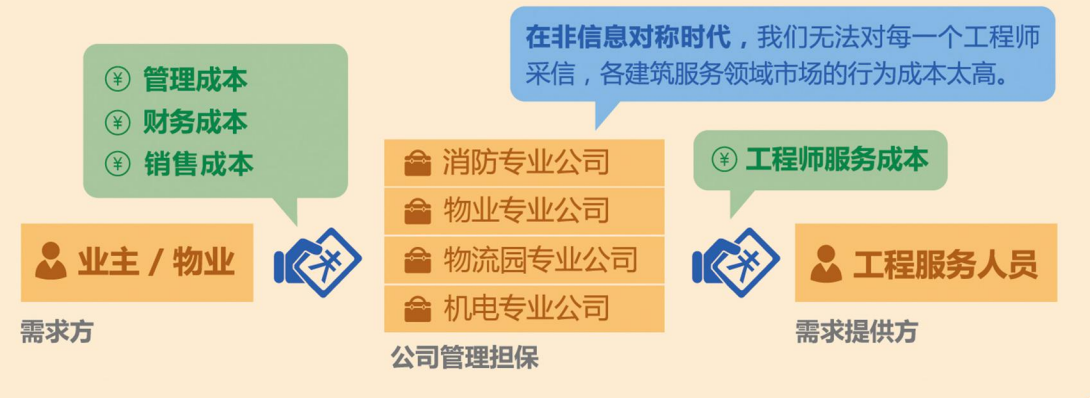 在非信息对称时代，我们无法对每一个工程师
采信，各建筑服务领域市场的行为成本太高。
管理成本
财务成本
销售成本
消防专业公司
物业专业公司
物流园专业公司
机电专业公司
工程师服务成本
业主 / 物业
关
关
工程服务人员
需求方
公司管理担保
需求提供方